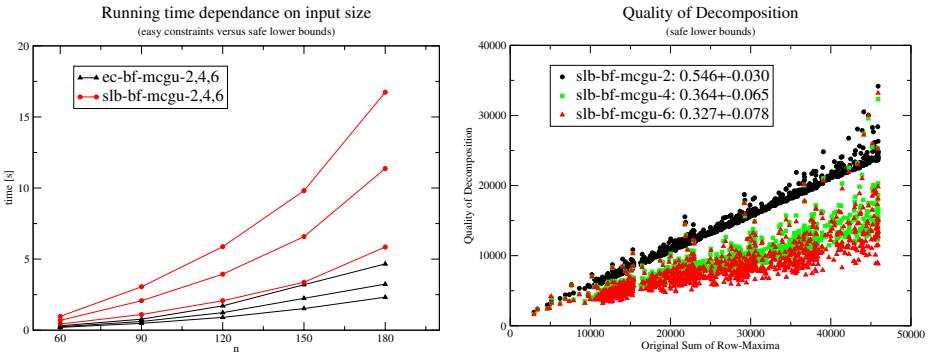 Running time dependance on input size
(easy constraints versus safe lower bounds)
20
15
10
5
0
time [s]
ec-bf-mcgu-2,4,6
slb-bf-mcgu-2,4,6
60 90 120 150 180
n
Quality of Decomposition
(safe lower bounds)
40000
30000
20000
10000
0
Quality of Decomposition
slb-bf-mcgu-2: 0.546+-0.030
slb-bf-mcgu-4: 0.364+-0.065
slb-bf-mcgu-6: 0.327+-0.078
0 10000 20000 30000 40000 50000
Original Sum of Row-Maxima